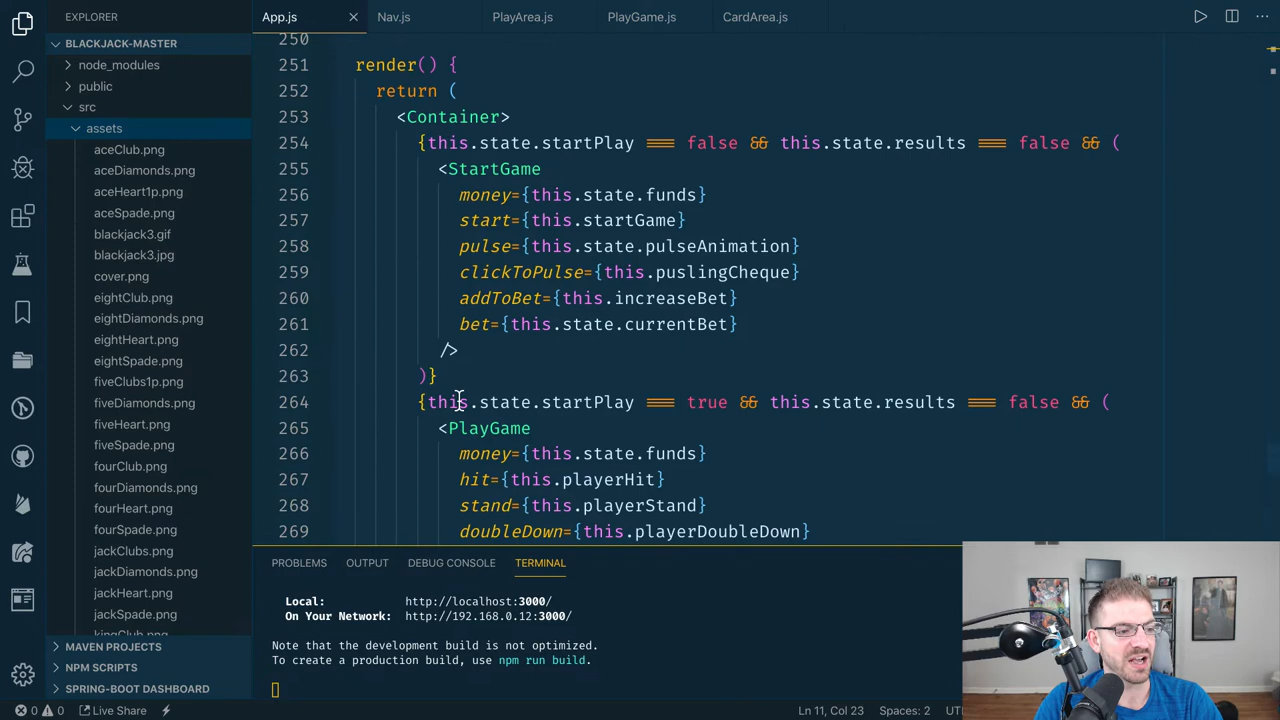 EXPLORER
App.js
Nav.js
PlayArea.js
PlayGame.js
CardArea.js
BLACKJACK-MASTER
node_modules
public
src
assets
aceClub.png
aceDiamonds.png
aceHeart1p.png
aceSpade.png
blackjack3.gif
blackjack3.jpg
cover.png
eightClub.png
eightDiamonds.png
eightHeart.png
eightSpade.png
fiveClubs1p.png
fiveDiamonds.png
fiveHeart.png
fiveSpade.png
fourClub.png
fourDiamonds.png
fourHeart.png
fourSpade.png
jackClubs.png
jackDiamonds.png
jackHeart.png
jackSpade.png
kingClub.png
MAVEN PROJECTS
NPM SCRIPTS
SPRING-BOOT DASHBOARD
250
251 render() {
252 return (
253 <Container>
254 {this.state.startPlay === false && this.state.results === false && (
255 <StartGame
256 money={this.state.funds}
257 start={this.startGame}
258 pulse={this.state.pulseAnimation}
259 clickToPulse={this.puslingCheque}
260 addToBet={this.increaseBet}
261 bet={this.state.currentBet}
262 />
263 )}
264 {this.state.startPlay === true && this.state.results === false && (
265 <PlayGame
266 money={this.state.funds}
267 hit={this.playerHit}
268 stand={this.playerStand}
269 doubleDown={this.playerDoubleDown}
PROBLEMS OUTPUT DEBUG CONSOLE TERMINAL
Local: http://localhost:3000/
On Your Network: http://192.168.0.12:3000/
Note that the development build is not optimized.
To create a production build, use npm run build.
0 0 Live Share
Ln 11, Col 23 Spaces: 2